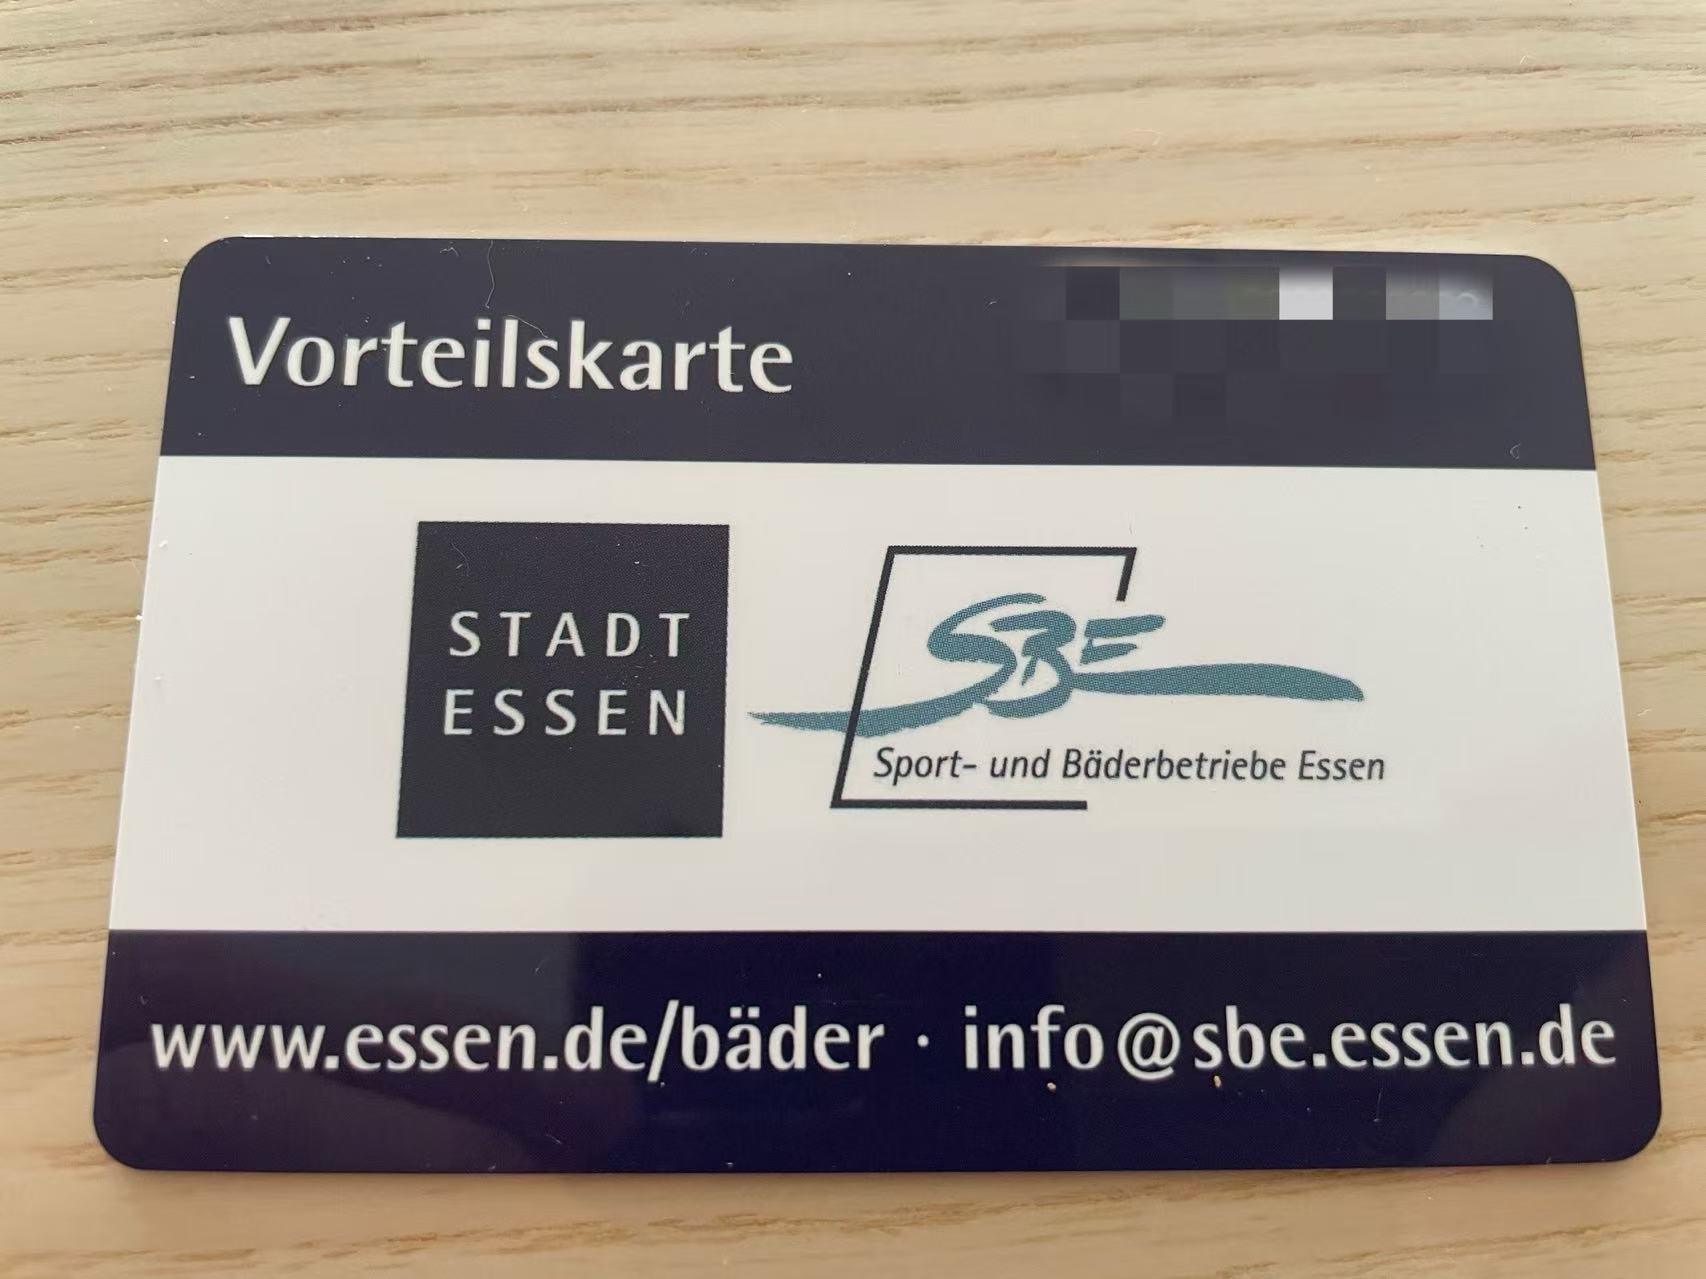 Vorteilskarte
STADT
ESSEN
SBE
Sport- und Bäderbetriebe Essen
www.essen.de/bäder · info@sbe.essen.de